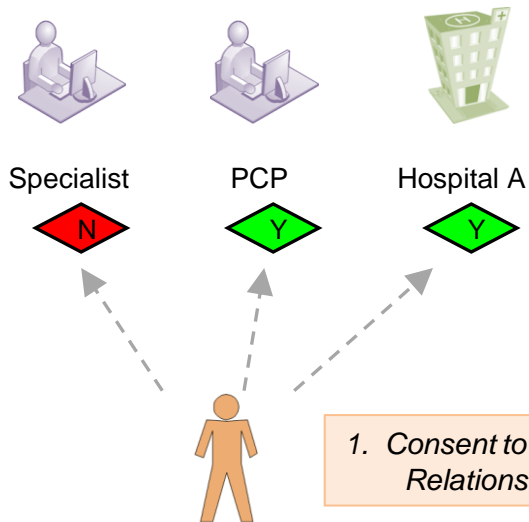 H
Specialist
PCP
Hospital A
N
Y
Y
1. Consent to
Relations